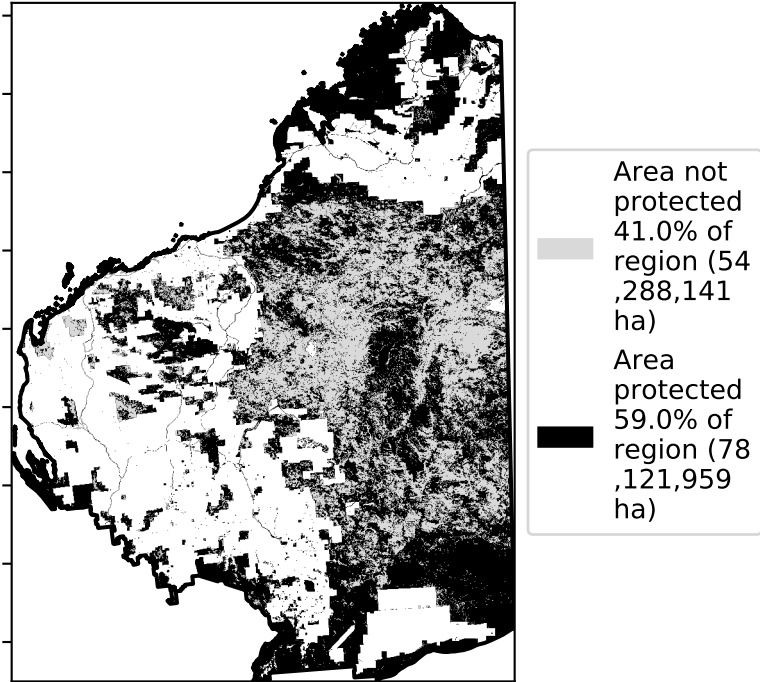 Area not
protected
41.0% of
region (54
,288,141
ha)
Area
protected
59.0% of
region (78
,121,959
ha)